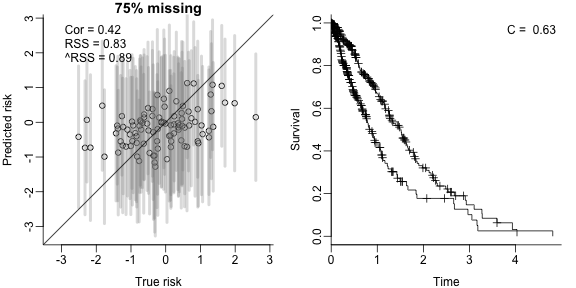 75% missing
Cor = 0.42
RSS = 0.83
^RSS = 0.89
Predicted risk
3
2
1
0
-1
-2
-3
-3 -2 -1 0 1 2 3
True risk
C = 0.63
Survival
1.0
0.8
0.6
0.4
0.2
0.0
0 1 2 3 4
Time